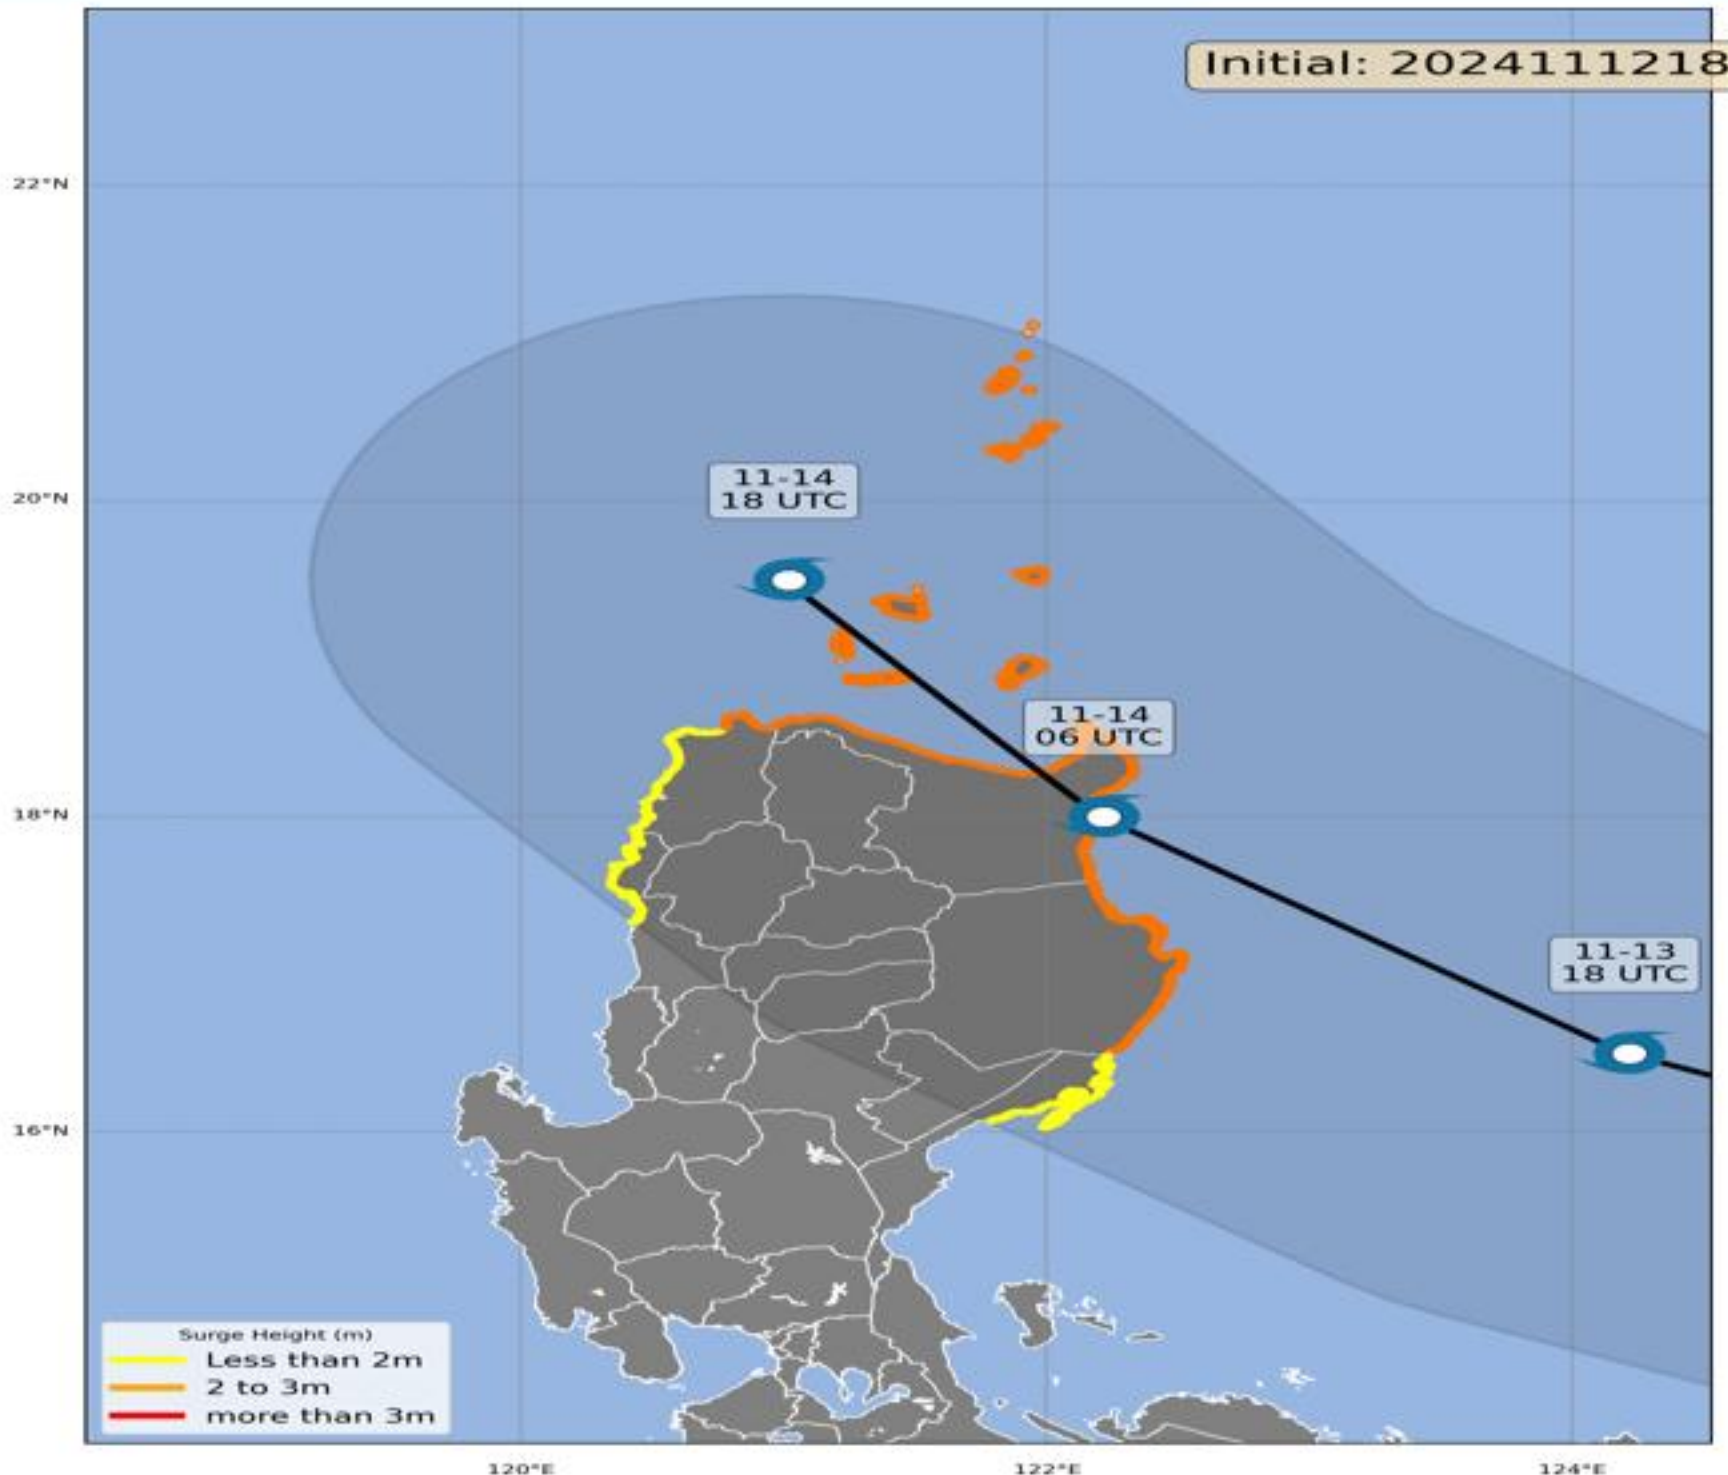 Initial: 2024111218
22°N
20°N
11-14
18 UTC
11-14
06 UTC
18°N
11-13
18 UTC
16°N
Surge Height (m)
Less than 2m
2 to 3m
more than 3m
120°E
122°E
124°E